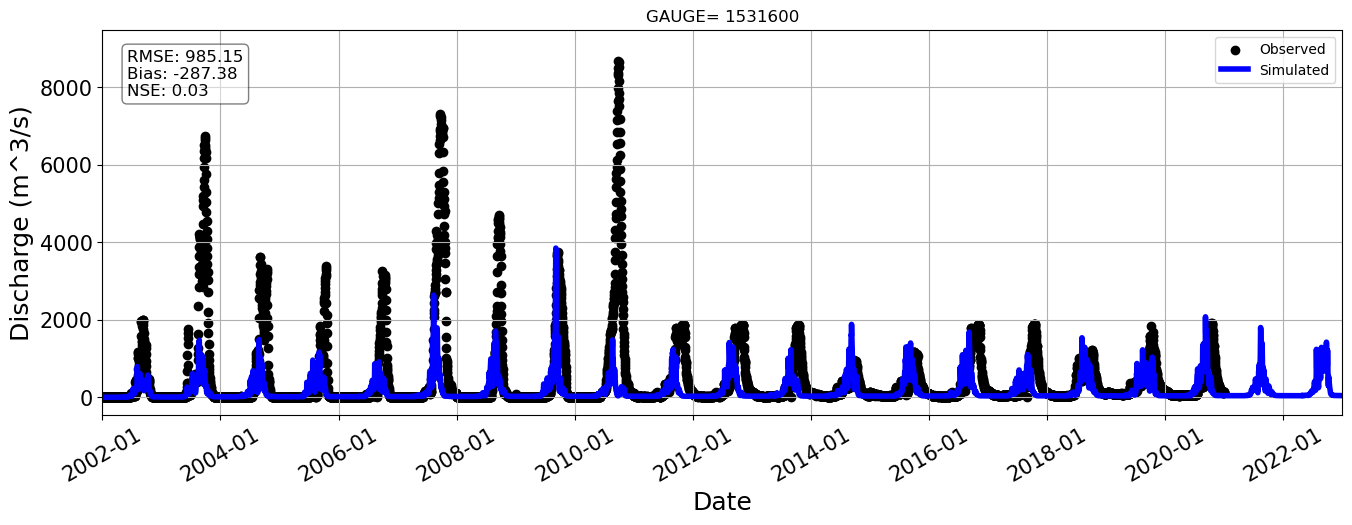 GAUGE= 1531600
RMSE: 985.15
Bias: -287.38
NSE: 0.03
Observed
Simulated
Discharge (m^3/s)
8000
6000
4000
2000
0
2002-01
2004-01
2006-01
2008-01
2010-01
2012-01
2014-01
2016-01
2018-01
2020-01
2022-01
Date